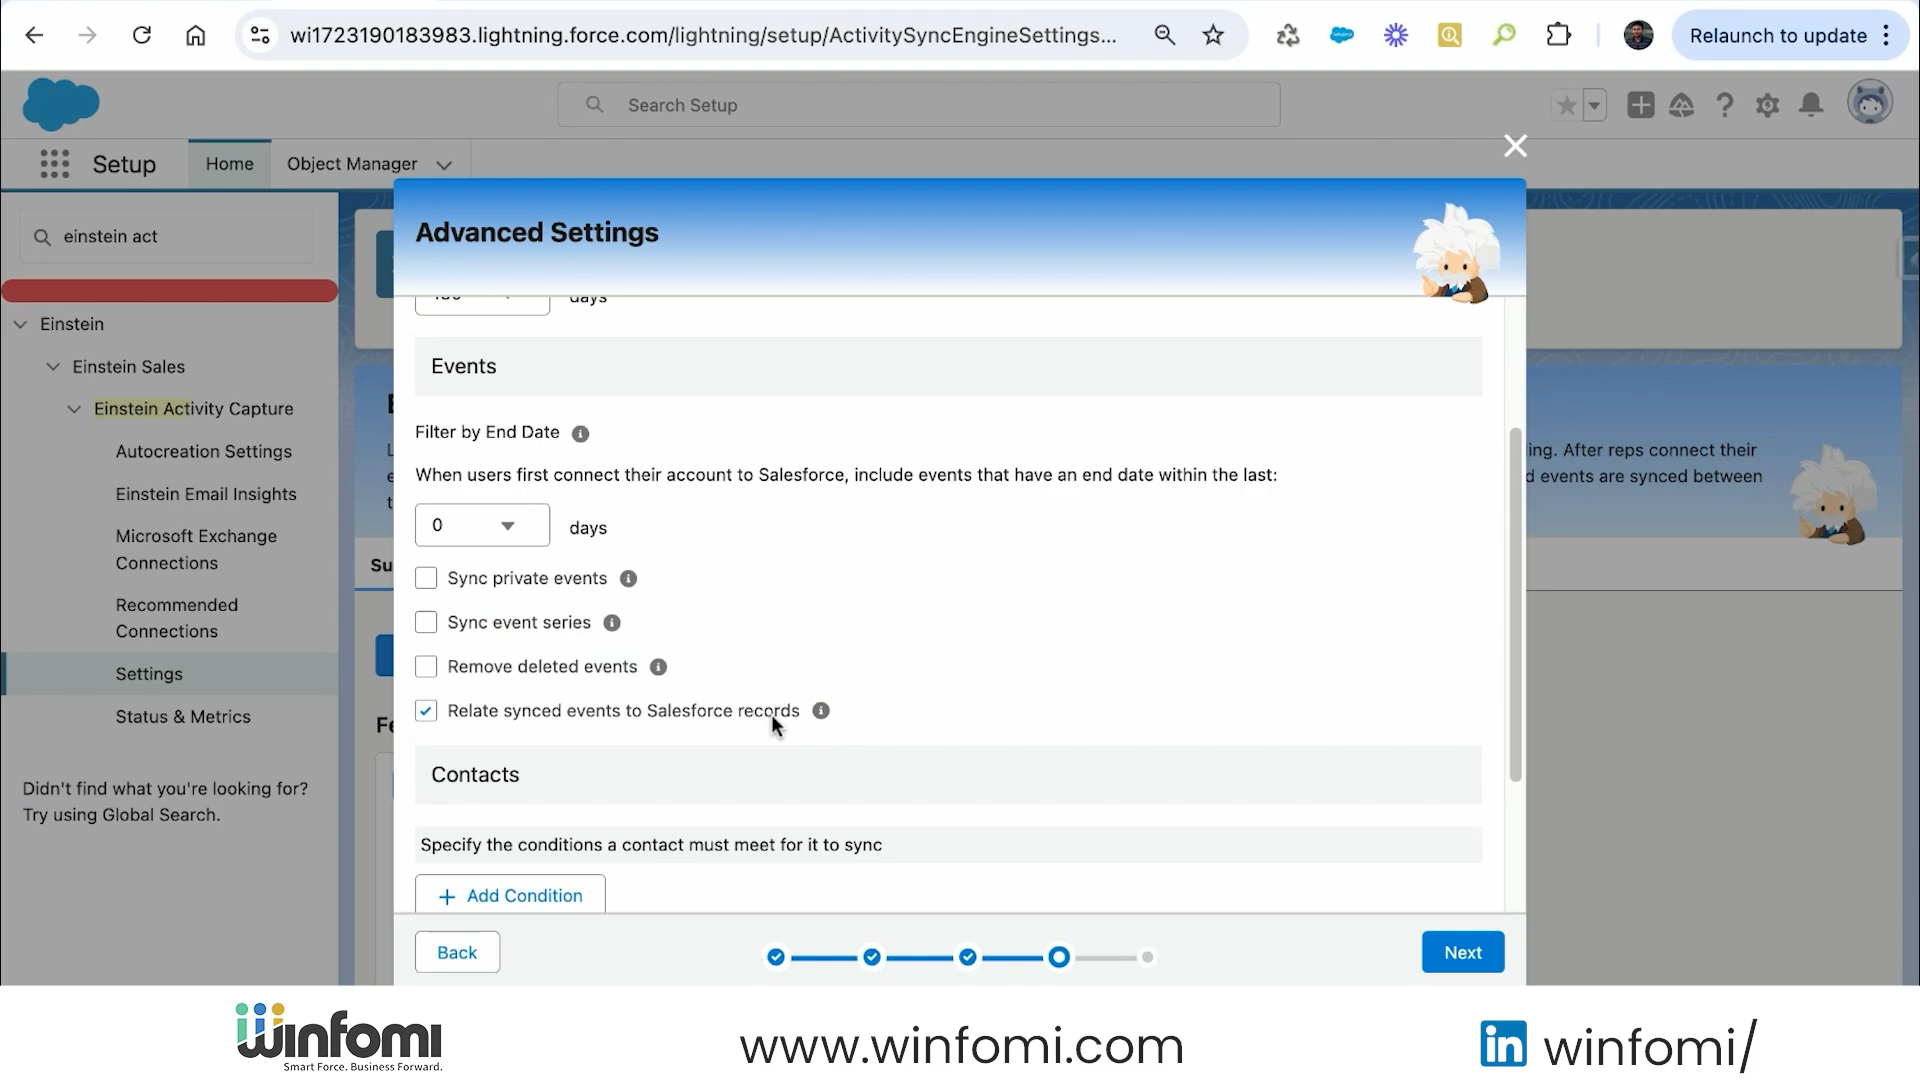 wi1723190183983.lightning.force.com/lightning/setup/ActivitySyncEngineSettings...
Relaunch to update
Search Setup
Setup
Home
Object Manager
einstein act
Einstein
Einstein Sales
Einstein Activity Capture
Autocreation Settings
Einstein Email Insights
Microsoft Exchange
Connections
Recommended
Connections
Settings
Status & Metrics
Didn't find what you're looking for?
Try using Global Search.
Advanced Settings
days
Events
Filter by End Date
When users first connect their account to Salesforce, include events that have an end date within the last:
0
days
Sync private events
Sync event series
Remove deleted events
Relate synced events to Salesforce records
Contacts
Specify the conditions a contact must meet for it to sync
+ Add Condition
Back
Next
ing. After reps connect their
d events are synced between
Su
Fe
winfomi
Smart Force. Business Forward.
www.winfomi.com
in winfomi/